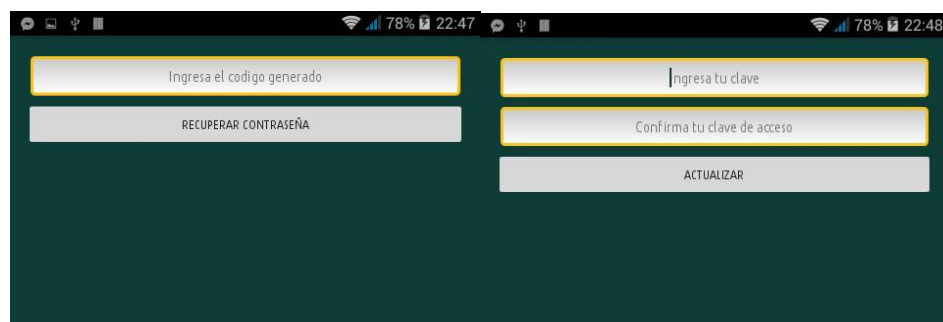 78% 22:47
Ingresa el codigo generado
RECUPERAR CONTRASEÑA
78% 22:48
Ingresa tu clave
Confirma tu clave de acceso
ACTUALIZAR